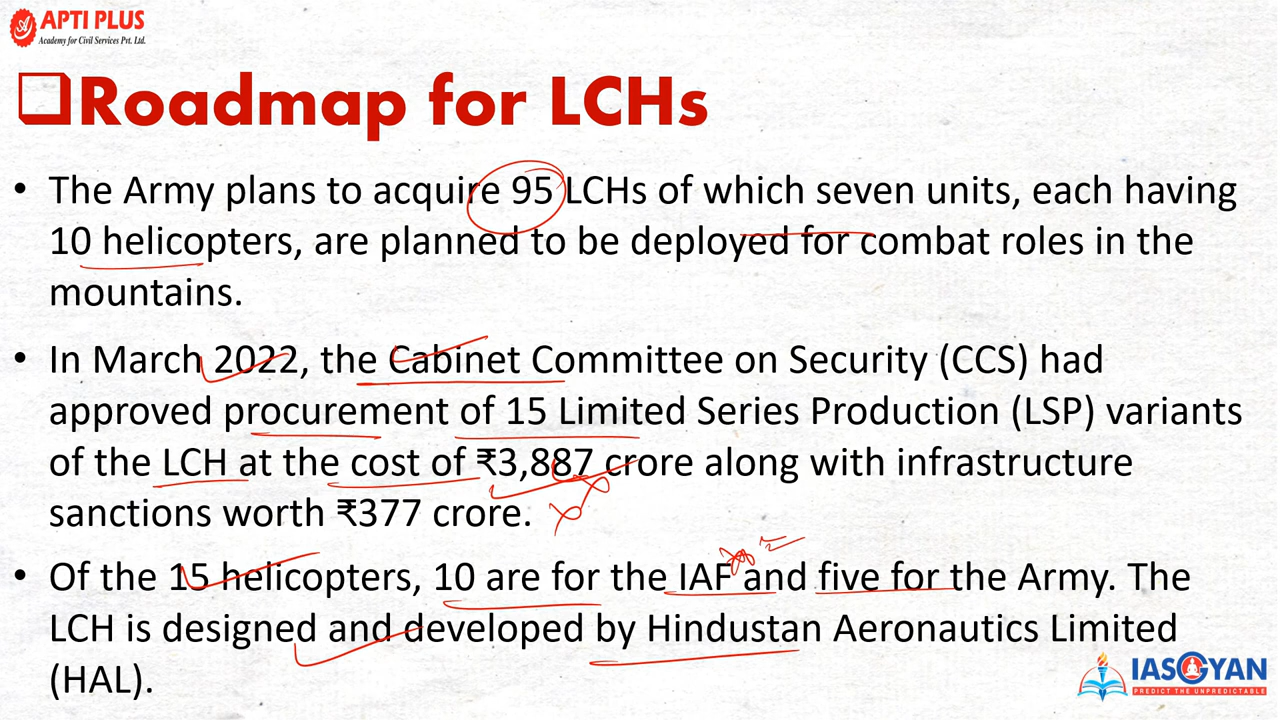 APTI PLUS
Academy for Civil Services Pvt. Ltd.
Roadmap for LCHs
• The Army plans to acquire 95 LCHs of which seven units, each having
10 helicopters, are planned to be deployed for combat roles in the
mountains.
• In March 2022, the Cabinet Committee on Security (CCS) had
approved procurement of 15 Limited Series Production (LSP) variants
of the LCH at the cost of ₹3,887 crore along with infrastructure
sanctions worth ₹377 crore.
• Of the 15 helicopters, 10 are for the IAF and five for the Army. The
LCH is designed and developed by Hindustan Aeronautics Limited
(HAL).
IASGYAN
PREDICT THE UNPREDICTABLE